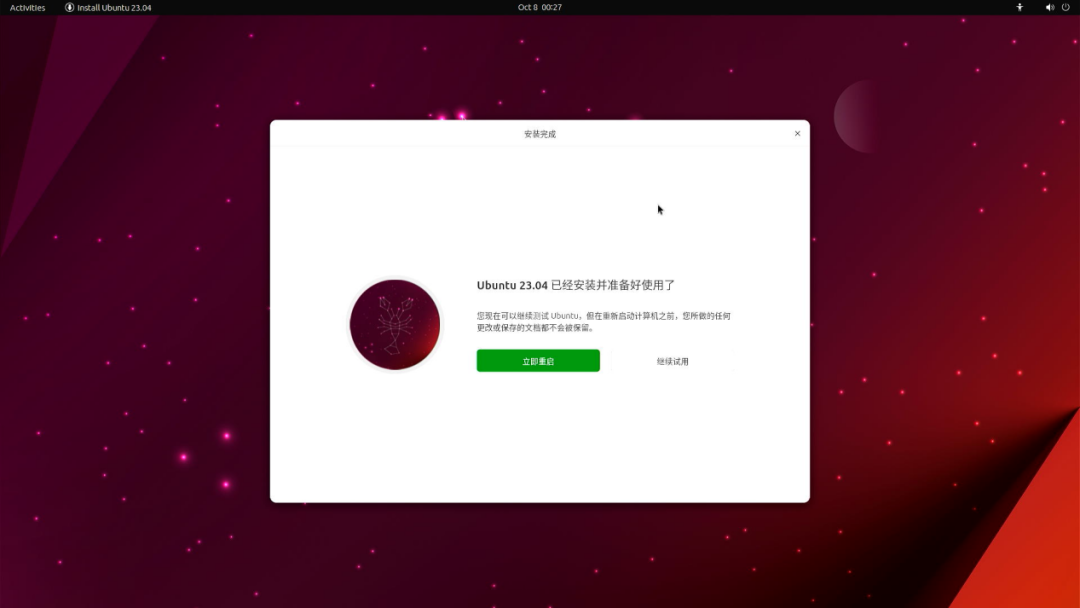 Activities
Install Ubuntu 23.04
Oct 8 00:27
安装完成
Ubuntu 23.04 已经安装并准备好使用了
您现在可以继续测试 Ubuntu，但在重新启动计算机之前，您所做的任何
更改或保存的文档都不会被保留。
立即重启
继续试用